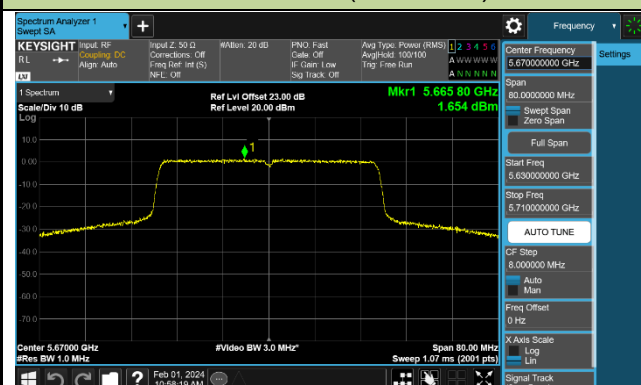 Spectrum Analyzer 1
Swept SA
Frequency
KEYSIGHT
RL
LVI
Input: RF
Coupling: DC
Align: Auto
Input Z: 50 Ω
Corrections: Off
Freq Ref: Int (S)
NFE: Off
#Atten: 20 dB
PNO: Fast
Gate: Off
IF Gain: Low
Sig Track: Off
Avg Type: Power (RMS)
Avg|Hold: 100/100
Trig: Free Run
1 2 3 4 5 6
A W W W W W
A N N N N N
1 Spectrum
Scale/Div 10 dB
Log
Ref Lvl Offset 23.00 dB
Ref Level 20.00 dBm
Mkr1 5.665 80 GHz
1.654 dBm
1
10.0
0.00
-10.0
-20.0
-30.0
-40.0
-50.0
-60.0
-70.0
Center 5.67000 GHz
#Res BW 1.0 MHz
#Video BW 3.0 MHz*
Span 80.00 MHz
Sweep 1.07 ms (2001 pts)
Feb 01, 2024
10:58:19 AM
Center Frequency
5.670000000 GHz
Settings
Span
80.0000000 MHz
Swept Span
Zero Span
Full Span
Start Freq
5.630000000 GHz
Stop Freq
5.710000000 GHz
AUTO TUNE
CF Step
8.000000 MHz
Auto
Man
Freq Offset
0 Hz
X Axis Scale
Log
Lin
Signal Track